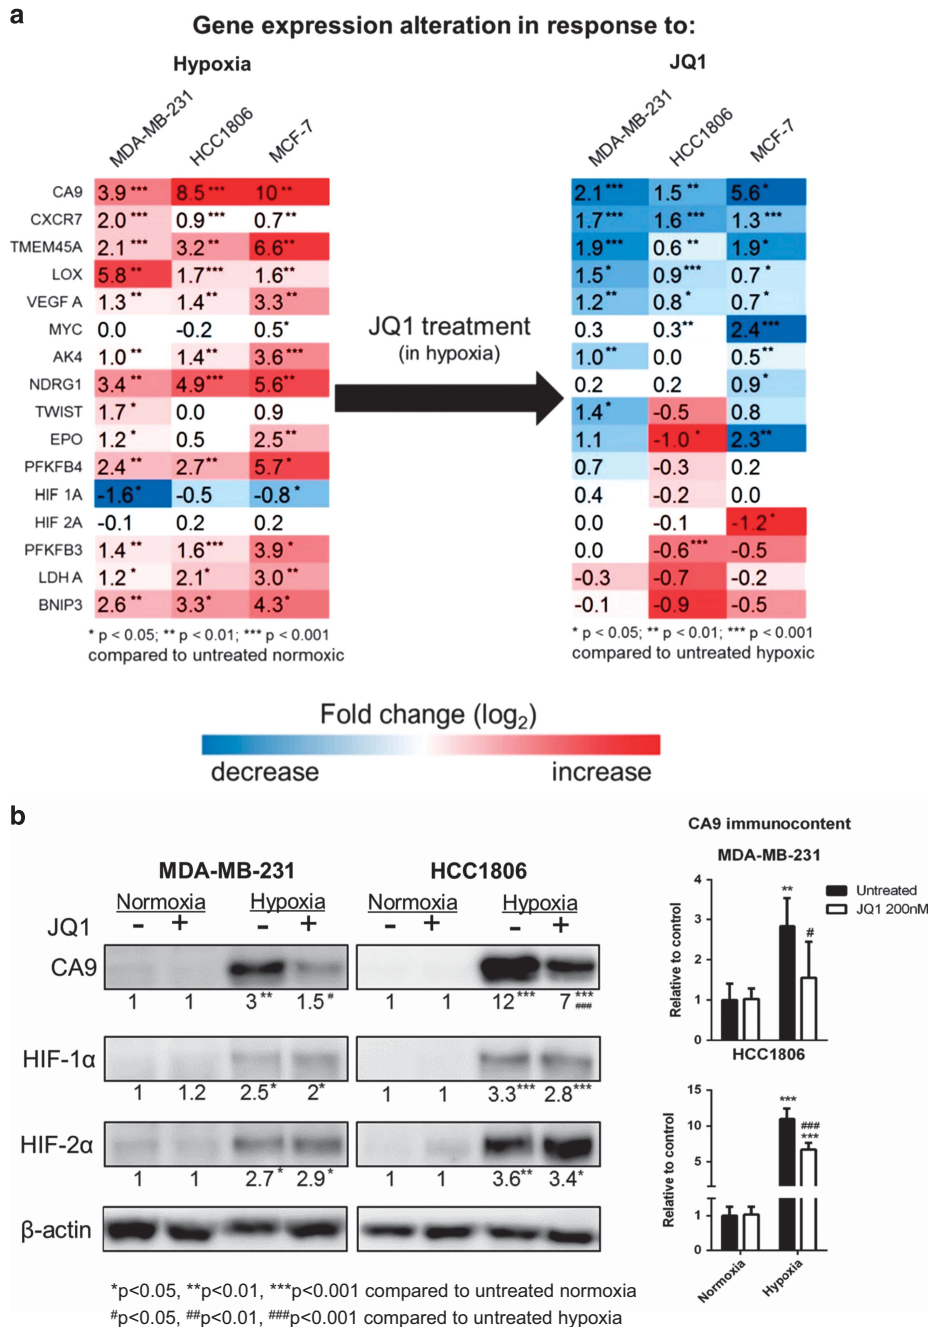 a
Gene expression alteration in response to:
Hypoxia
JQ1
MDA-MB-231 HCC1806 MCF-7
MDA-MB-231 HCC1806 MCF-7
CA9 3.9 *** 8.5 *** 10 ** 2.1 *** 1.5 ** 5.6 *
CXCR7 2.0 *** 0.9 *** 0.7 ** 1.7 *** 1.6 *** 1.3 ***
TMEM45A 2.1 *** 3.2 ** 6.6 ** 1.9 *** 0.6 ** 1.9 *
LOX 5.8 ** 1.7 *** 1.6 ** 1.5 * 0.9 *** 0.7 *
VEGF A 1.3 ** 1.4 ** 3.3 ** 1.2 ** 0.8 * 0.7 *
MYC 0.0 -0.2 0.5 * 0.3 0.3 ** 2.4 ***
AK4 1.0 ** 1.4 ** 3.6 *** 1.0 ** 0.0 0.5 **
NDRG1 3.4 ** 4.9 *** 5.6 ** 0.2 0.2 0.9 *
TWIST 1.7 * 0.0 0.9 1.4 * -0.5 0.8
EPO 1.2 * 0.5 2.5 ** 1.1 -1.0 * 2.3 **
PFKFB4 2.4 ** 2.7 ** 5.7 * 0.7 -0.3 0.2
HIF 1A -1.6 * -0.5 -0.8 * 0.4 -0.2 0.0
HIF 2A -0.1 0.2 0.2 0.0 -0.1 -1.2 *
PFKFB3 1.4 ** 1.6 *** 3.9 * 0.0 -0.6 *** -0.5
LDH A 1.2 * 2.1 * 3.0 ** -0.3 -0.7 -0.2
BNIP3 2.6 ** 3.3 * 4.3 * -0.1 -0.9 -0.5
JQ1 treatment
(in hypoxia)
* p < 0.05; ** p < 0.01; *** p < 0.001
compared to untreated normoxic
* p < 0.05; ** p < 0.01; *** p < 0.001
compared to untreated hypoxic
Fold change (log2)
decrease increase
b
MDA-MB-231 HCC1806
Normoxia Hypoxia Normoxia Hypoxia
JQ1 - + - + - + - +
CA9
1 1 3** 1.5# 1 1 12*** 7***###
HIF-1α
1 1.2 2.5* 2* 1 1 3.3*** 2.8***
HIF-2α
1 1 2.7* 2.9* 1 1 3.6** 3.4*
β-actin
*p<0.05, **p<0.01, ***p<0.001 compared to untreated normoxia
#p<0.05, ##p<0.01, ###p<0.001 compared to untreated hypoxia
CA9 immunocontent
MDA-MB-231
Relative to control
4
3
2
1
0
**
#
Untreated
JQ1 200nM
HCC1806
Relative to control
15
10
5
1
0
***
###
***
Normoxia
Hypoxia